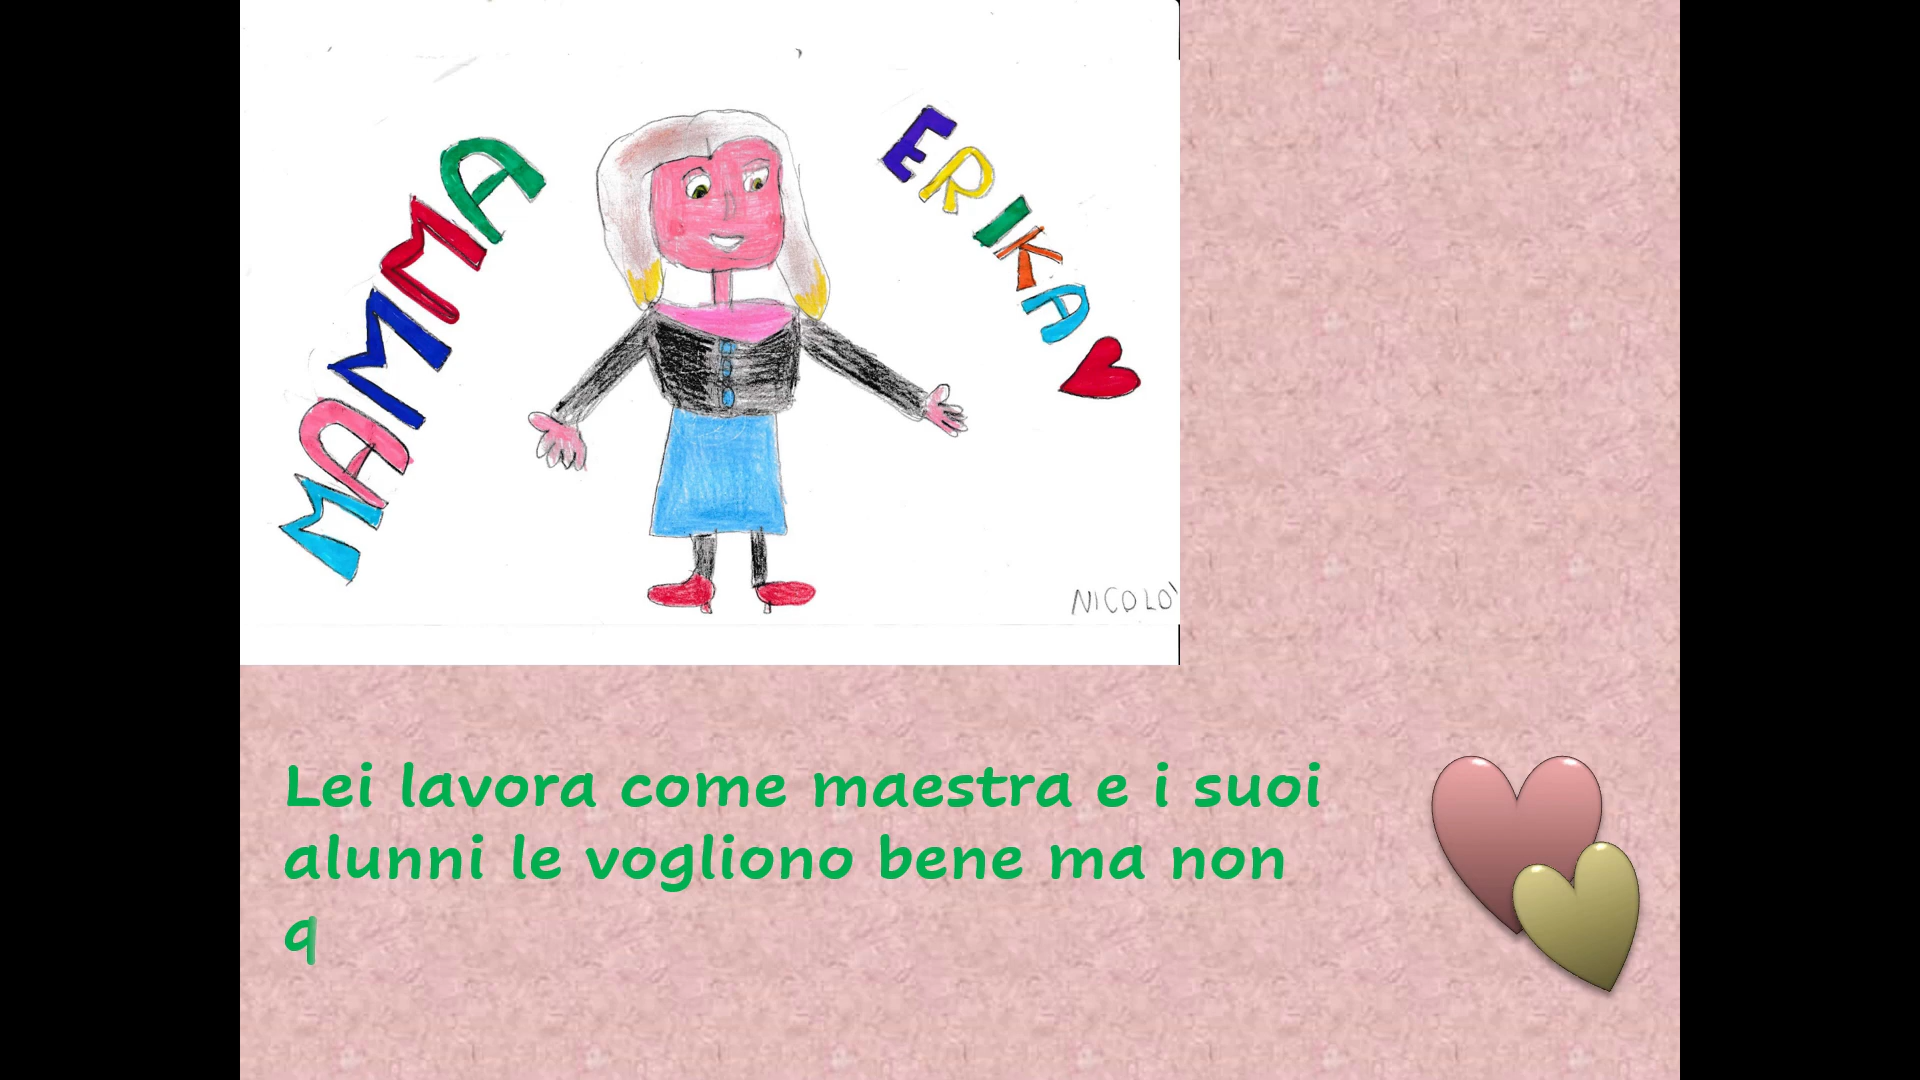 MAMMA
ERIKA
NICOLO'
Lei lavora come maestra e i suoi
alunni le vogliono bene ma non
q